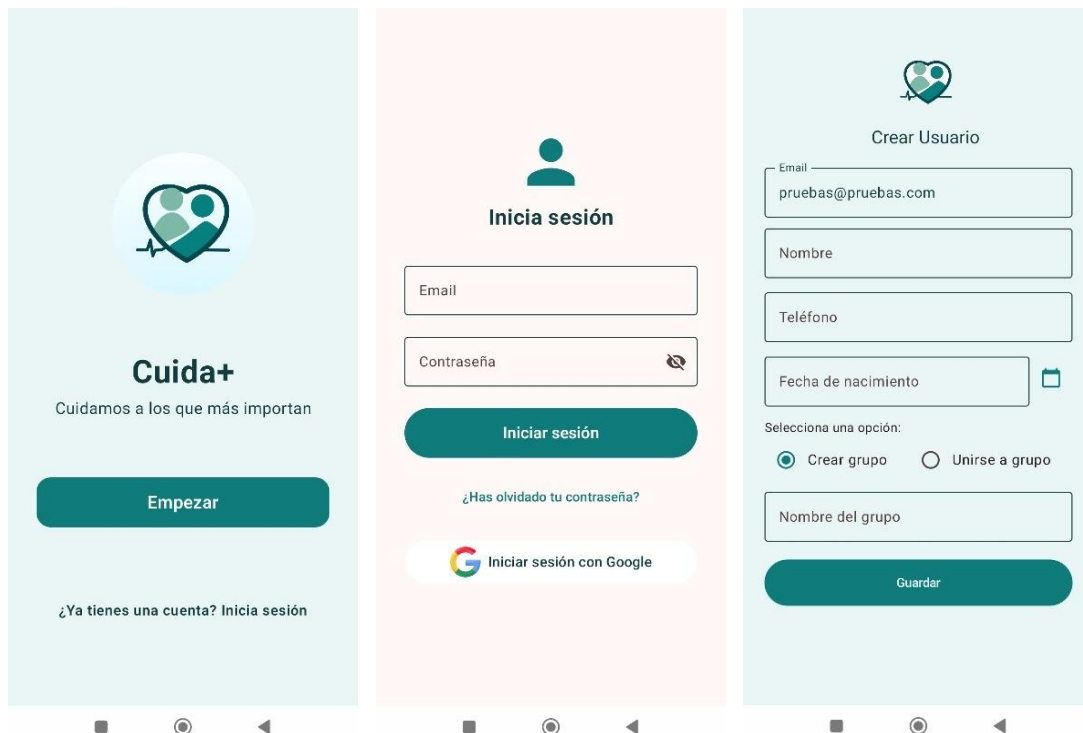 Cuida+
Cuidamos a los que más importan
Empezar
¿Ya tienes una cuenta? Inicia sesión
Inicia sesión
Email
Contraseña
Iniciar sesión
¿Has olvidado tu contraseña?
Iniciar sesión con Google
Crear Usuario
Email
pruebas@pruebas.com
Nombre
Teléfono
Fecha de nacimiento
Selecciona una opción:
Crear grupo Unirse a grupo
Nombre del grupo
Guardar